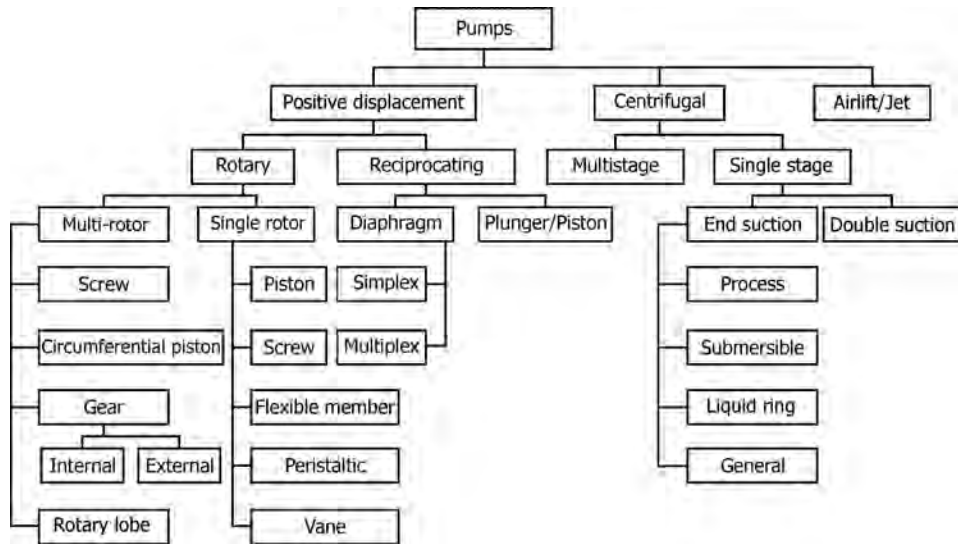 Pumps
Positive displacement
Centrifugal
Airlift/Jet
Rotary
Reciprocating
Multistage
Single stage
Multi-rotor
Single rotor
Diaphragm
Plunger/Piston
End suction
Double suction
Screw
Piston
Simplex
Process
Circumferential piston
Screw
Multiplex
Submersible
Gear
Flexible member
Liquid ring
Internal
External
Peristaltic
General
Rotary lobe
Vane